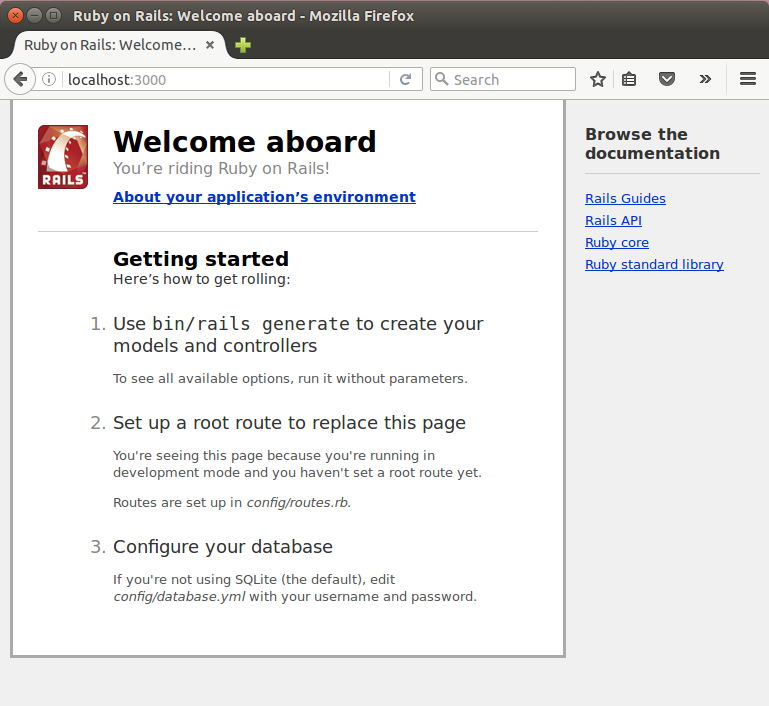 Ruby on Rails: Welcome aboard - Mozilla Firefox
Ruby on Rails: Welcome...
localhost:3000
Search
RAILS
Welcome aboard
You’re riding Ruby on Rails!
About your application’s environment
Getting started
Here’s how to get rolling:
1. Use bin/rails generate to create your
models and controllers
To see all available options, run it without parameters.
2. Set up a root route to replace this page
You're seeing this page because you're running in
development mode and you haven't set a root route yet.
Routes are set up in config/routes.rb.
3. Configure your database
If you're not using SQLite (the default), edit
config/database.yml with your username and password.
Browse the
documentation
Rails Guides
Rails API
Ruby core
Ruby standard library